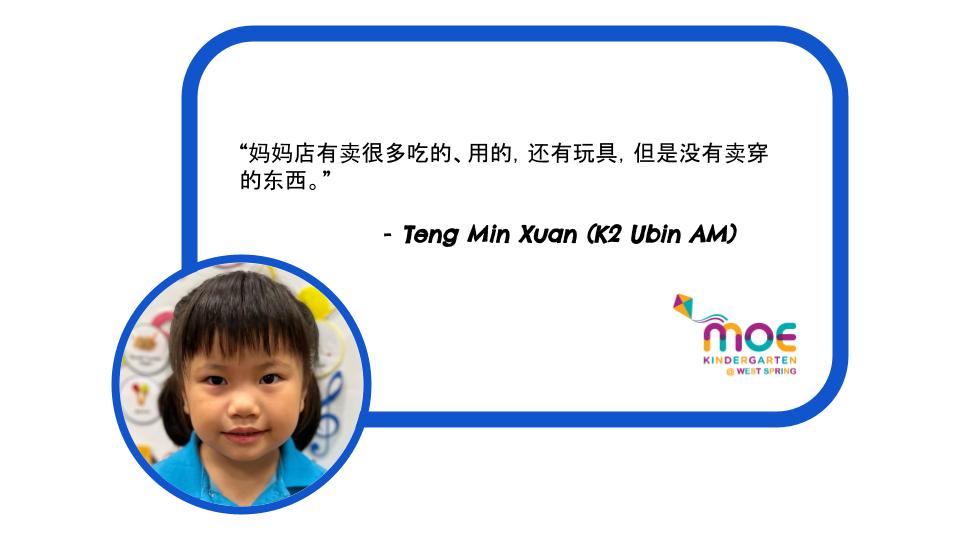 “妈妈店有卖很多吃的、用的, 还有玩具, 但是没有卖穿
的东西。”
- Teng Min Xuan (K2 Ubin AM)
moe
KINDERGARTEN
@ WEST SPRING